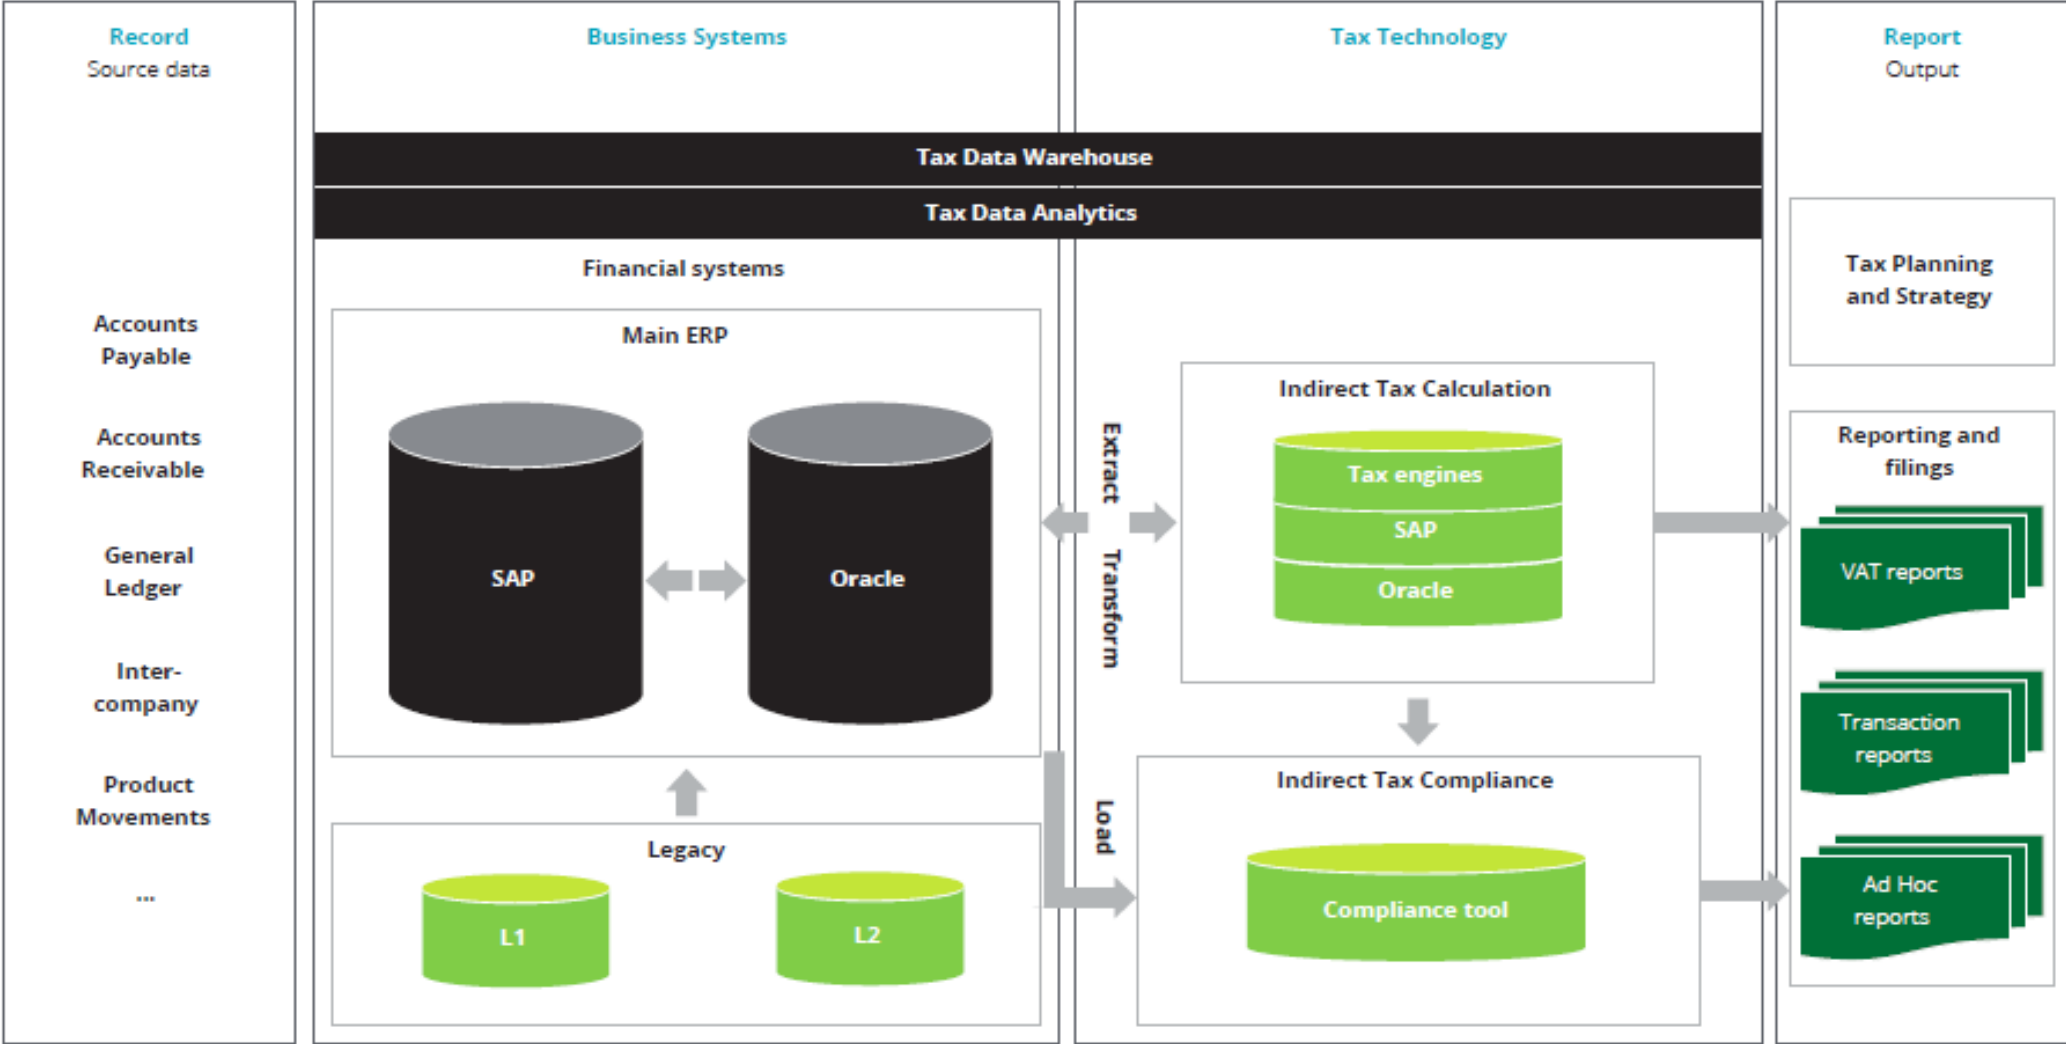 Record
Source data
Accounts
Payable
Accounts
Receivable
General
Ledger
Inter-
company
Product
Movements
...
Business Systems
Tax Technology
Tax Data Warehouse
Tax Data Analytics
Financial systems
Main ERP
SAP
Oracle
Legacy
L1
L2
Extract
Transform
Load
Indirect Tax Calculation
Tax engines
SAP
Oracle
Indirect Tax Compliance
Compliance tool
Report
Output
Tax Planning
and Strategy
Reporting and
filings
VAT reports
Transaction
reports
Ad Hoc
reports